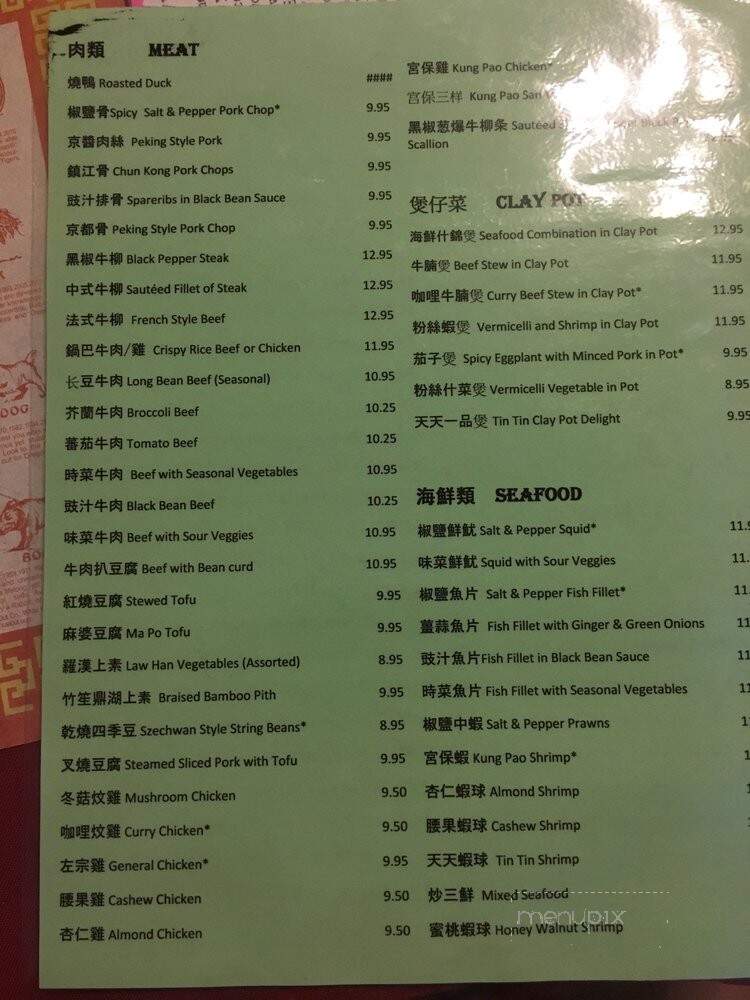 肉類 MEAT
燒鴨 Roasted Duck ####
椒鹽骨Spicy Salt & Pepper Pork Chop* 9.95
京醬肉絲 Peking Style Pork 9.95
鎮江骨 Chun Kong Pork Chops 9.95
豉汁排骨 Spareribs in Black Bean Sauce 9.95
京都骨 Peking Style Pork Chop 9.95
黑椒牛柳 Black Pepper Steak 12.95
中式牛柳 Sautéed Fillet of Steak 12.95
法式牛柳 French Style Beef 12.95
鍋巴牛肉/雞 Crispy Rice Beef or Chicken 11.95
长豆牛肉 Long Bean Beef (Seasonal) 10.95
芥蘭牛肉 Broccoli Beef 10.25
蕃茄牛肉 Tomato Beef 10.25
時菜牛肉 Beef with Seasonal Vegetables 10.95
豉汁牛肉 Black Bean Beef 10.25
味菜牛肉 Beef with Sour Veggies 10.95
牛肉扒豆腐 Beef with Bean curd 10.95
紅燒豆腐 Stewed Tofu 9.95
麻婆豆腐 Ma Po Tofu 9.95
羅漢上素 Law Han Vegetables (Assorted) 8.95
竹笙鼎湖上素 Braised Bamboo Pith 9.95
乾燒四季豆 Szechwan Style String Beans* 8.95
叉燒豆腐 Steamed Sliced Pork with Tofu 9.95
冬菇炆雞 Mushroom Chicken 9.50
咖哩炆雞 Curry Chicken* 9.50
左宗雞 General Chicken* 9.95
腰果雞 Cashew Chicken 9.50
杏仁雞 Almond Chicken 9.50
宮保雞 Kung Pao Chicken*
宫保三样 Kung Pao San
黑椒葱爆牛柳条 Sautéed Black
Scallion
煲仔菜 CLAY POT
海鮮什錦煲 Seafood Combination in Clay Pot 12.95
牛腩煲 Beef Stew in Clay Pot 11.95
咖哩牛腩煲 Curry Beef Stew in Clay Pot* 11.95
粉絲蝦煲 Vermicelli and Shrimp in Clay Pot 11.95
茄子煲 Spicy Eggplant with Minced Pork in Pot* 9.95
粉絲什菜煲 Vermicelli Vegetable in Pot 8.95
天天一品煲 Tin Tin Clay Pot Delight 9.95
海鮮類 SEAFOOD
椒鹽鮮魷 Salt & Pepper Squid* 11.
味菜鮮魷 Squid with Sour Veggies 11.
椒鹽魚片 Salt & Pepper Fish Fillet* 11
薑蒜魚片 Fish Fillet with Ginger & Green Onions 11
豉汁魚片Fish Fillet in Black Bean Sauce 11
時菜魚片 Fish Fillet with Seasonal Vegetables 11
椒鹽中蝦 Salt & Pepper Prawns 1
宮保蝦 Kung Pao Shrimp* 1
杏仁蝦球 Almond Shrimp
腰果蝦球 Cashew Shrimp
天天蝦球 Tin Tin Shrimp
炒三鮮 Mixed Seafood
蜜桃蝦球 Honey Walnut Shrimp
menupix